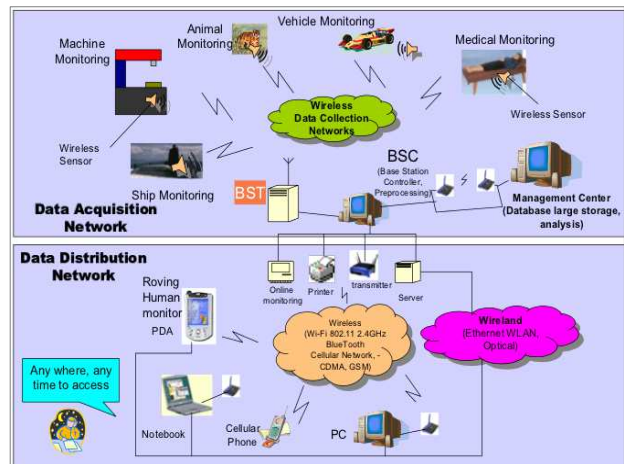 Machine
Monitoring
Animal
Monitoring
Vehicle Monitoring
Medical Monitoring
Wireless
Data Collection
Networks
Wireless Sensor
Wireless
Sensor
Ship Monitoring
BST
BSC
(Base Station
Controller,
Preprocessing)
Management Center
(Database large storage,
analysis)
Data Acquisition
Network
Data Distribution
Network
Online
monitoring
Printer
transmitter
Server
Roving
Human
monitor
PDA
Wireless
(Wi-Fi 802.11 2.4GHz
BlueTooth
Cellular Network, -
CDMA, GSM)
Wireland
(Ethernet WLAN,
Optical)
Any where, any
time to access
Notebook
Cellular
Phone
PC